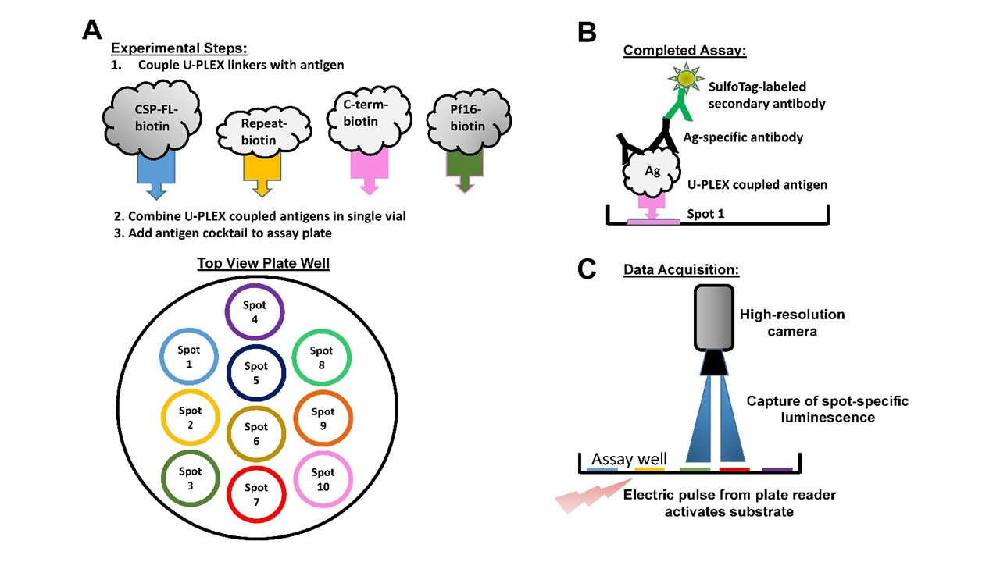 A
Experimental Steps:
1. Couple U-PLEX linkers with antigen
CSP-FL-
biotin
Repeat-
biotin
C-term-
biotin
Pf16-
biotin
2. Combine U-PLEX coupled antigens in single vial
3. Add antigen cocktail to assay plate
Top View Plate Well
Spot
4
Spot
1
Spot
5
Spot
8
Spot
2
Spot
6
Spot
9
Spot
3
Spot
7
Spot
10
B
Completed Assay:
SulfoTag-labeled
secondary antibody
Ag-specific antibody
Ag
U-PLEX coupled antigen
Spot 1
C
Data Acquisition:
High-resolution
camera
Capture of spot-specific
luminescence
Assay well
Electric pulse from plate reader
activates substrate